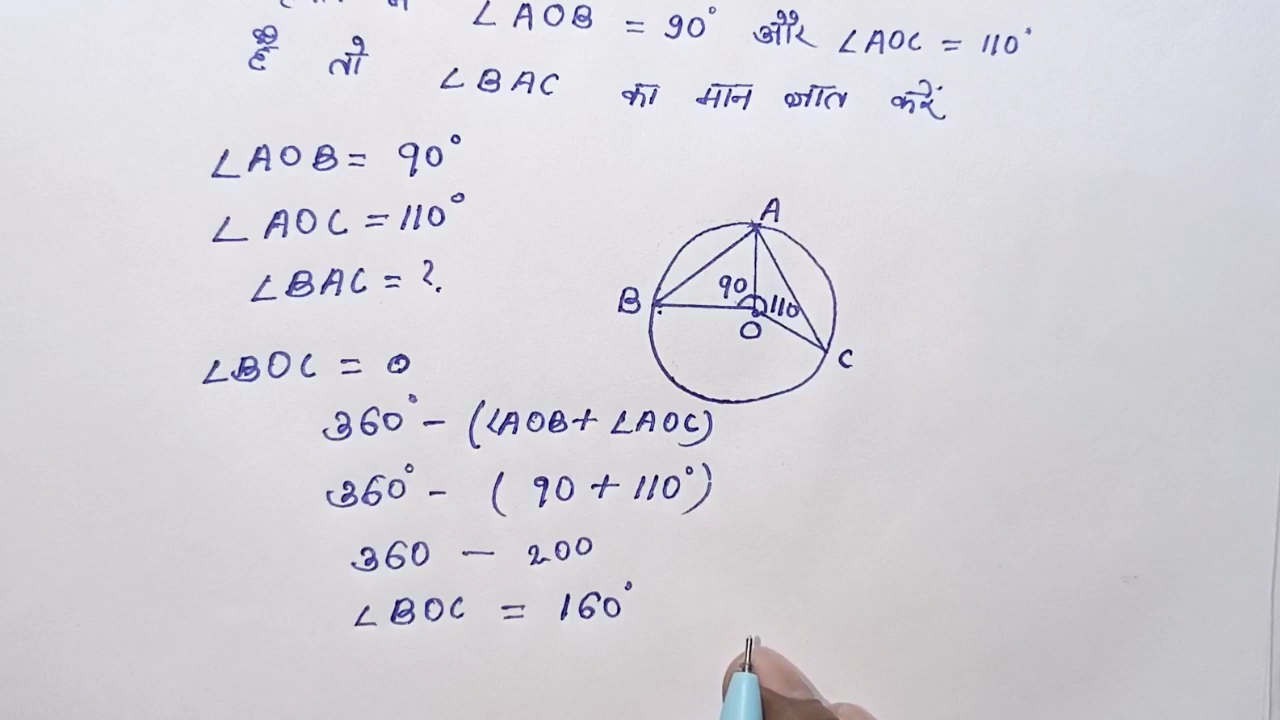 ∠AOB = 90° और ∠AOC = 110°
है तो ∠BAC का मान ज्ञात करें
∠AOB = 90°
∠AOC = 110°
∠BAC = ?
A
B
90
110
O
C
∠BOC =
360° - (∠AOB + ∠AOC)
360° - ( 90 + 110°)
360 - 200
∠BOC = 160°